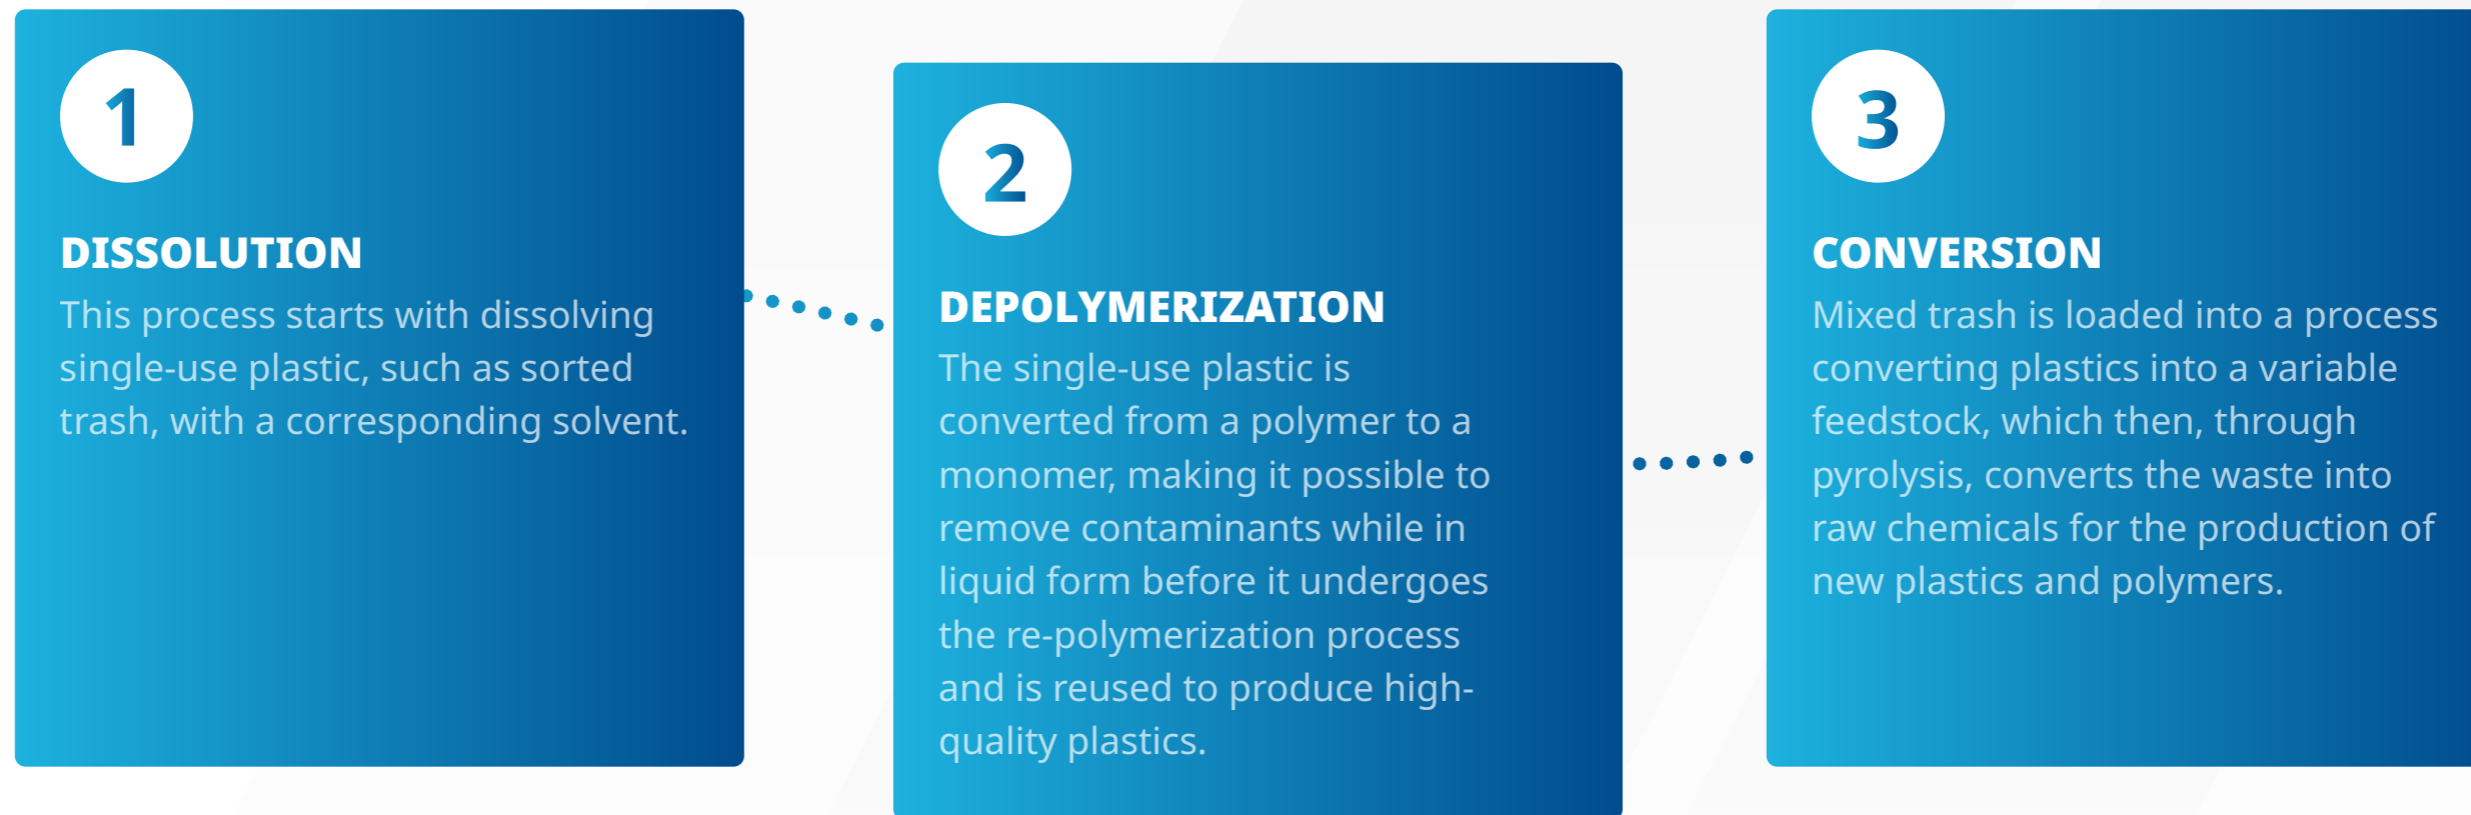 1
DISSOLUTION
This process starts with dissolving
single-use plastic, such as sorted
trash, with a corresponding solvent.
2
DEPOLYMERIZATION
The single-use plastic is
converted from a polymer to a
monomer, making it possible to
remove contaminants while in
liquid form before it undergoes
the re-polymerization process
and is reused to produce high-
quality plastics.
3
CONVERSION
Mixed trash is loaded into a process
converting plastics into a variable
feedstock, which then, through
pyrolysis, converts the waste into
raw chemicals for the production of
new plastics and polymers.